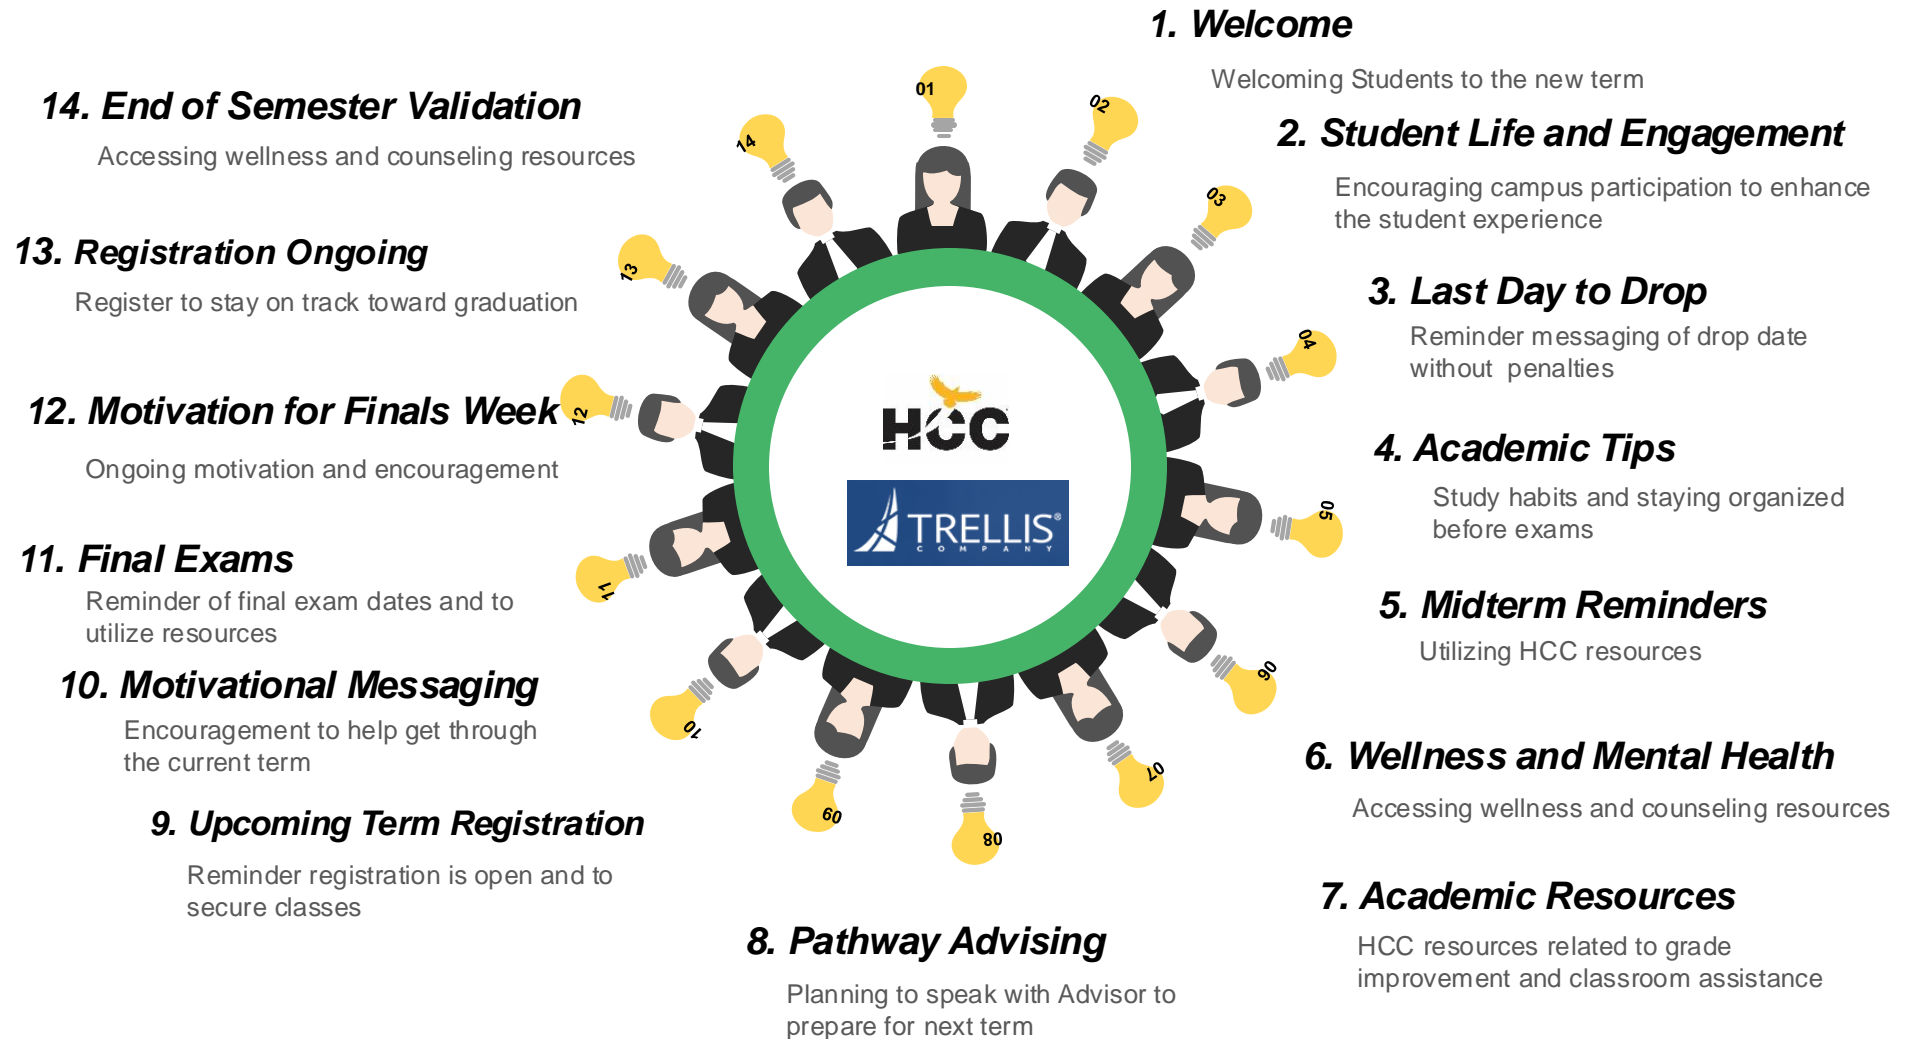 1. Welcome
Welcoming Students to the new term
2. Student Life and Engagement
Encouraging campus participation to enhance
the student experience
3. Last Day to Drop
Reminder messaging of drop date
without penalties
4. Academic Tips
Study habits and staying organized
before exams
5. Midterm Reminders
Utilizing HCC resources
6. Wellness and Mental Health
Accessing wellness and counseling resources
7. Academic Resources
HCC resources related to grade
improvement and classroom assistance
8. Pathway Advising
Planning to speak with Advisor to
prepare for next term
9. Upcoming Term Registration
Reminder registration is open and to
secure classes
10. Motivational Messaging
Encouragement to help get through
the current term
11. Final Exams
Reminder of final exam dates and to
utilize resources
12. Motivation for Finals Week
Ongoing motivation and encouragement
13. Registration Ongoing
Register to stay on track toward graduation
14. End of Semester Validation
Accessing wellness and counseling resources
01
02
03
04
05
06
07
08
09
10
11
12
13
14
HCC
TRELLIS®
COMPANY